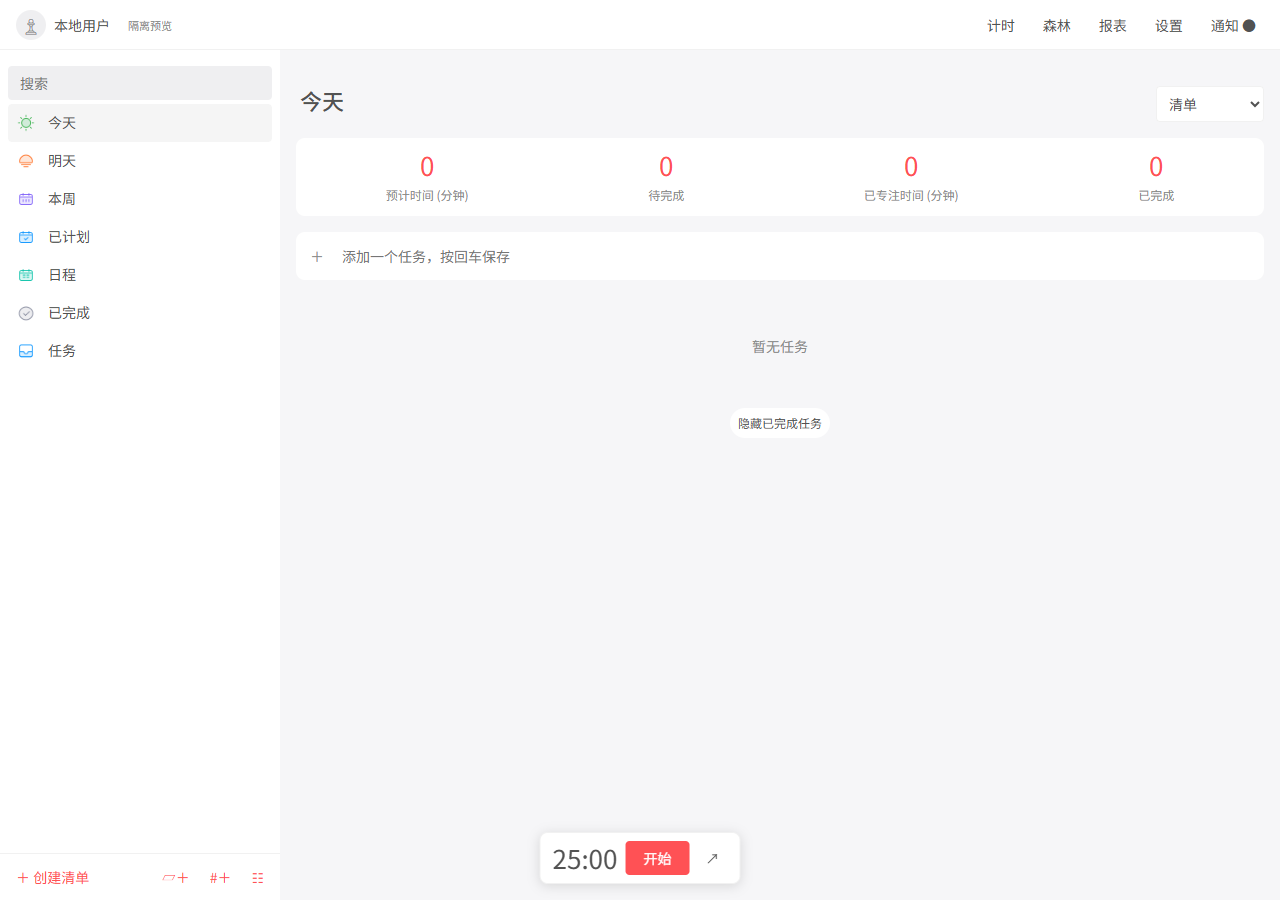 本地用户 隔离预览 计时 森林 报表 设置 通知
搜索
今天
明天
本周
已计划
日程
已完成
任务
+ 创建清单 + #+
今天 清单
0 0 0 0
预计时间 (分钟) 待完成 已专注时间 (分钟) 已完成
+ 添加一个任务，按回车保存
暂无任务
隐藏已完成任务
25:00 开始 ↗